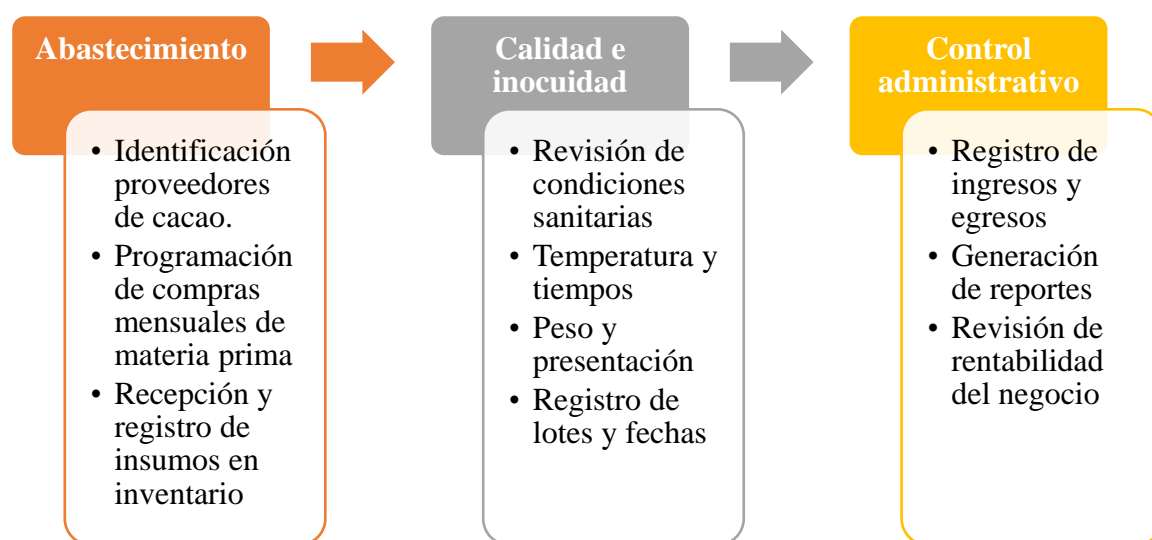 Abastecimiento
• Identificación
proveedores
de cacao.
• Programación
de compras
mensuales de
materia prima
• Recepción y
registro de
insumos en
inventario
Calidad e
inocuidad
• Revisión de
condiciones
sanitarias
• Temperatura y
tiempos
• Peso y
presentación
• Registro de
lotes y fechas
Control
administrativo
• Registro de
ingresos y
egresos
• Generación
de reportes
• Revisión de
rentabilidad
del negocio